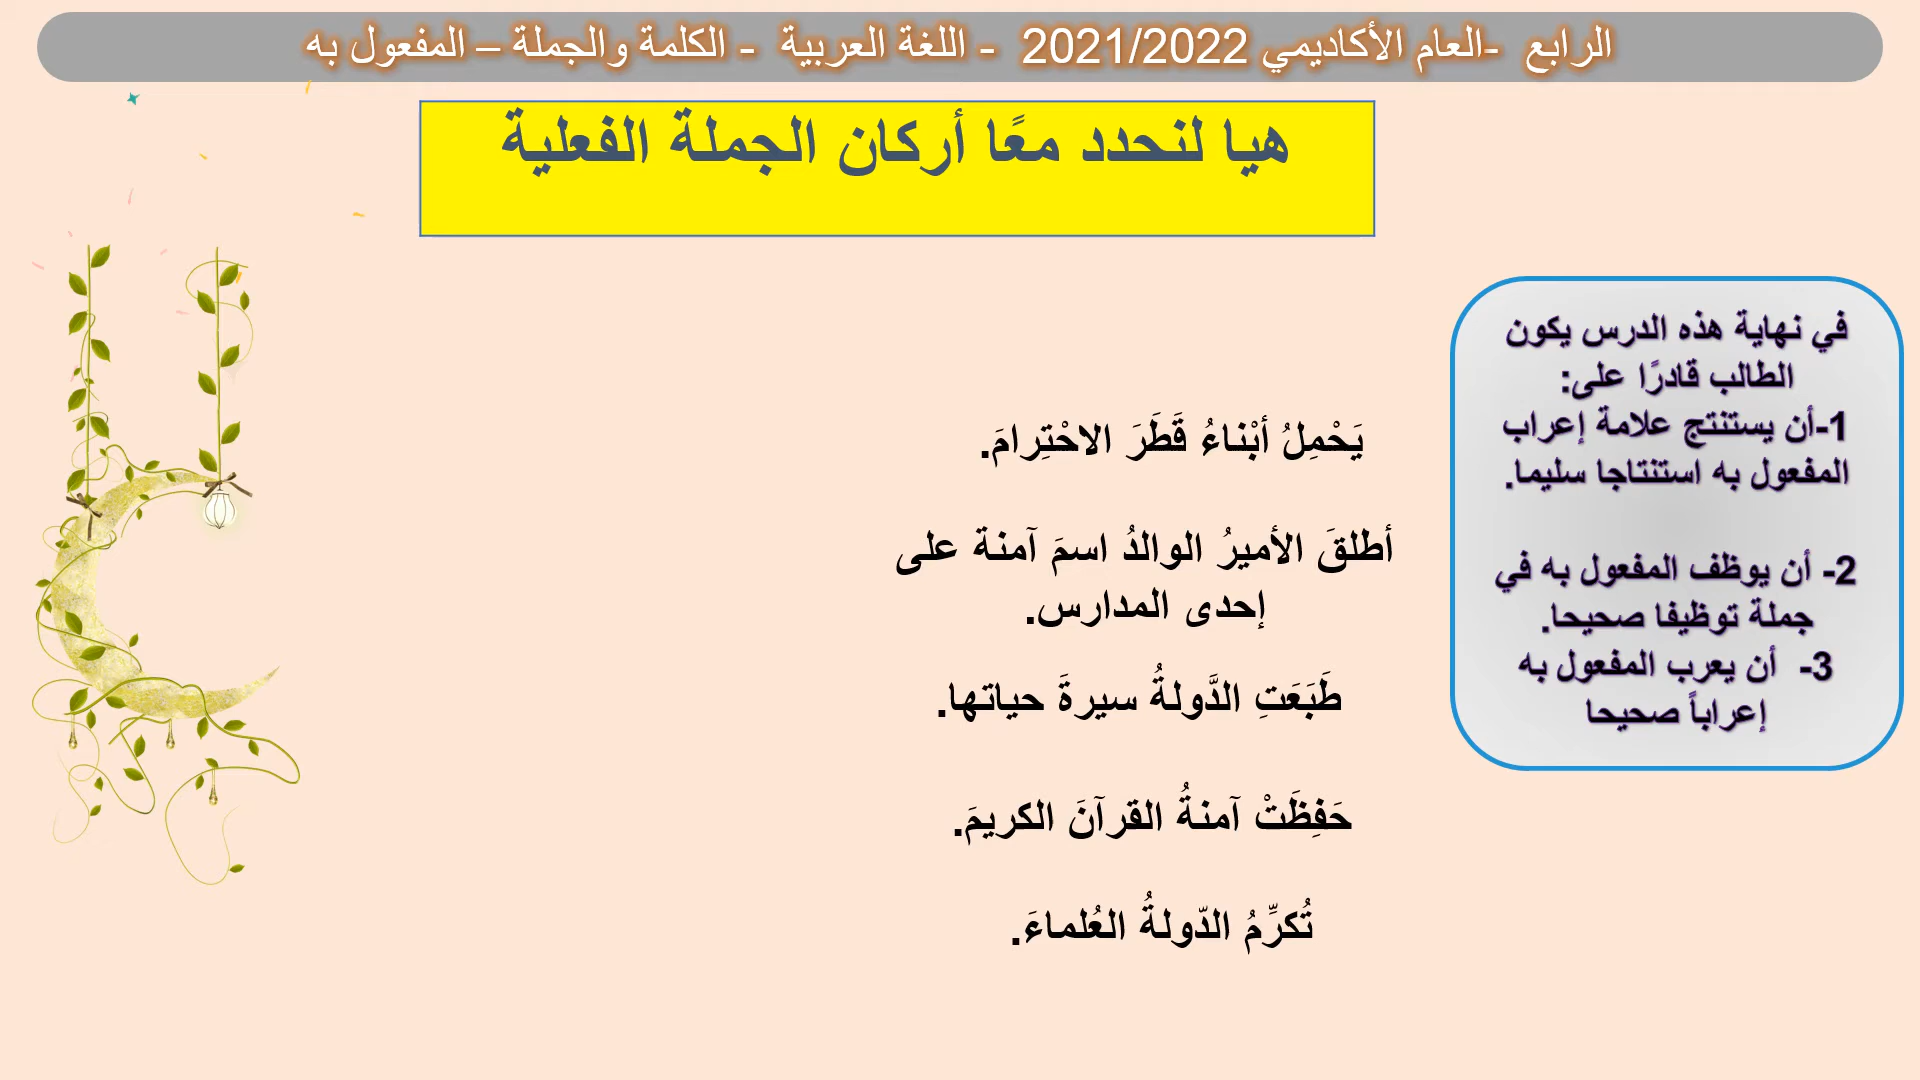 الرابع -العام الأكاديمي 2021/2022 - اللغة العربية - الكلمة والجملة – المفعول به
هيا لنحدد معًا أركان الجملة الفعلية
في نهاية هذه الدرس يكون
الطالب قادرًا على:
1-أن يستنتج علامة إعراب
المفعول به استنتاجا سليما.
2- أن يوظف المفعول به في
جملة توظيفا صحيحا.
3- أن يعرب المفعول به
إعراباً صحيحا
يَحْمِلُ أبْناءُ قَطَرَ الاحْتِرامَ.
أطلقَ الأميرُ الوالدُ اسمَ آمنة على
إحدى المدارس.
طَبَعَتِ الدَّولةُ سيرةَ حياتها.
حَفِظَتْ آمنةُ القرآنَ الكريمَ.
تُكرِّمُ الدّولةُ العُلماءَ.